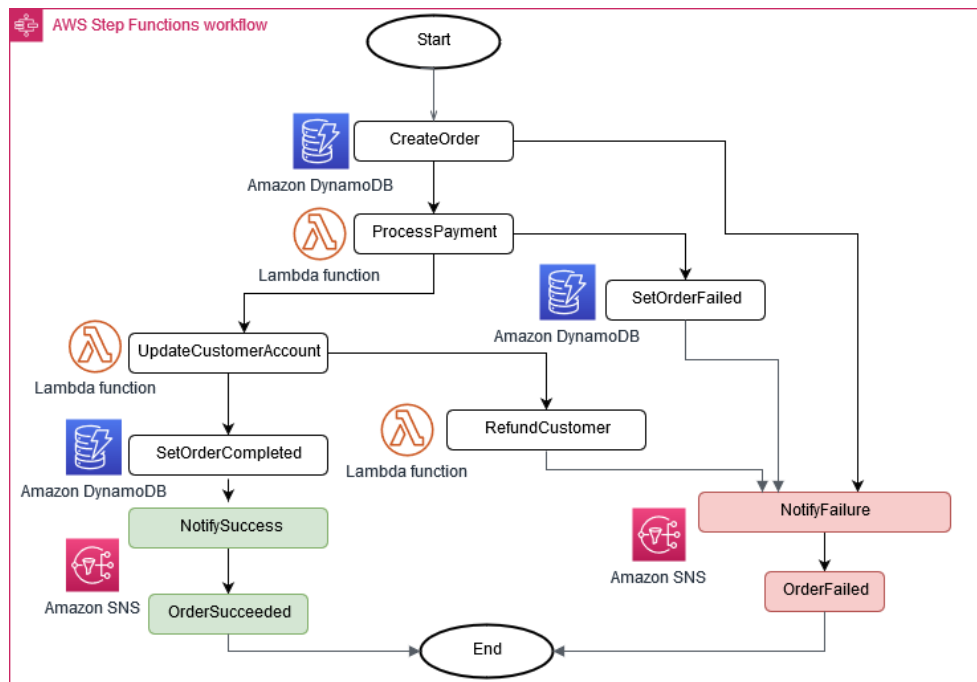 AWS Step Functions workflow
Start
CreateOrder
Amazon DynamoDB
ProcessPayment
Lambda function
SetOrderFailed
Amazon DynamoDB
UpdateCustomerAccount
Lambda function
RefundCustomer
Lambda function
SetOrderCompleted
Amazon DynamoDB
NotifySuccess
NotifyFailure
Amazon SNS
Amazon SNS
OrderSucceeded
OrderFailed
End